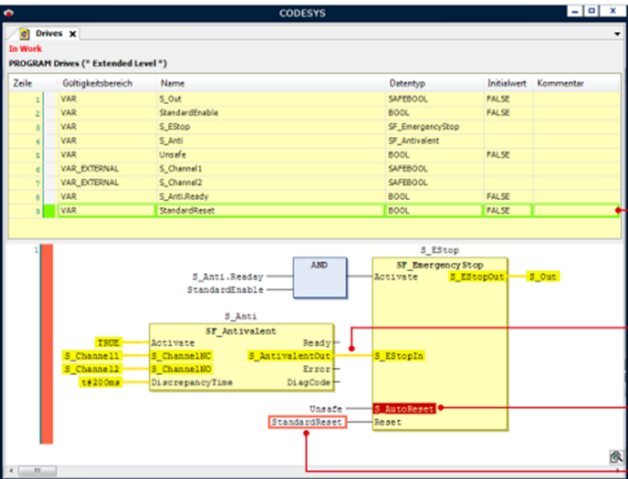 CODESYS
Drives x
In Work
PROGRAM Drives (* Extended Level *)
Zeile Gültigkeitsbereich Name Datentyp Initialwert Kommentar
1 VAR S_Out SAFEBOOL FALSE
2 VAR StandardEnable BOOL FALSE
3 VAR S_EStop SF_EmergencyStop
4 VAR S_Anti SF_Antivalent
5 VAR Unsafe BOOL FALSE
6 VAR_EXTERNAL S_Channel1 SAFEBOOL
7 VAR_EXTERNAL S_Channel2 SAFEBOOL
8 VAR S_Anti.Ready BOOL FALSE
9 VAR StandardReset BOOL FALSE
1 S_EStop
AND SF_EmergencyStop
S_Anti.Readay Activate S_EStopOut S_Out
StandardEnable
S_Anti
SF_Antivalent
TRUE Activate Ready
S_Channel1 S_ChannelNC S_AntivalentOut S_EStopIn
S_Channel2 S_ChannelNO Error
t#200ms DiscrepancyTime DiagCode
Unsafe S_AutoReset
StandardReset Reset